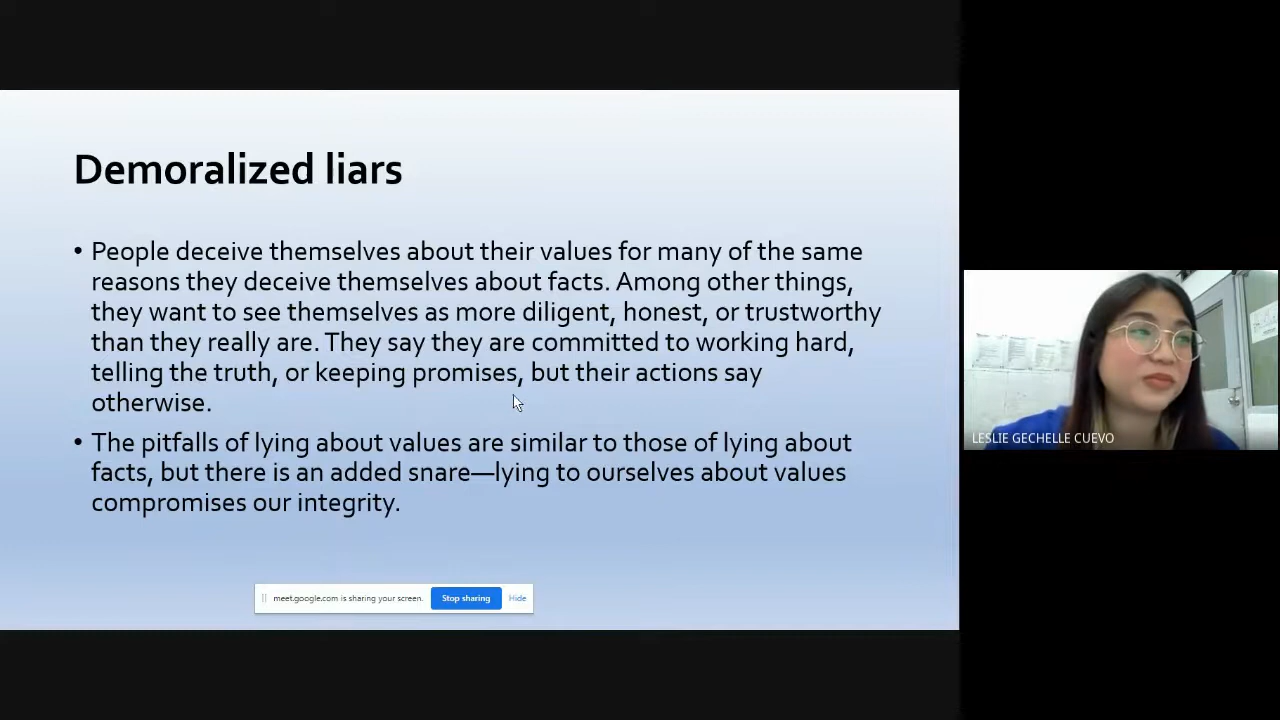 Demoralized liars
• People deceive themselves about their values for many of the same
reasons they deceive themselves about facts. Among other things,
they want to see themselves as more diligent, honest, or trustworthy
than they really are. They say they are committed to working hard,
telling the truth, or keeping promises, but their actions say
otherwise.
• The pitfalls of lying about values are similar to those of lying about
facts, but there is an added snare—lying to ourselves about values
compromises our integrity.
meet.google.com is sharing your screen.
Stop sharing
Hide
LESLIE GECHELLE CUEVO